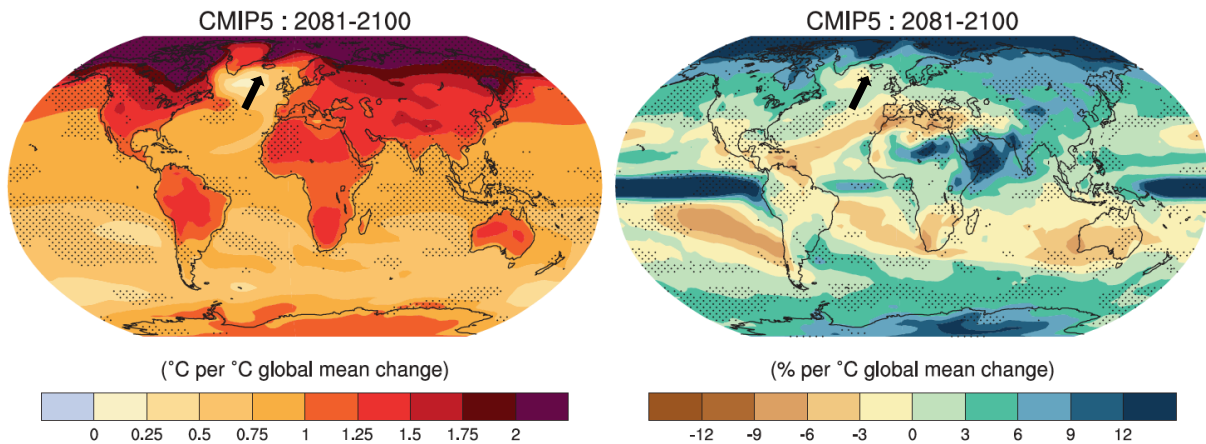 CMIP5 : 2081-2100
CMIP5 : 2081-2100
(°C per °C global mean change)
(% per °C global mean change)
0 0.25 0.5 0.75 1 1.25 1.5 1.75 2
-12 -9 -6 -3 0 3 6 9 12